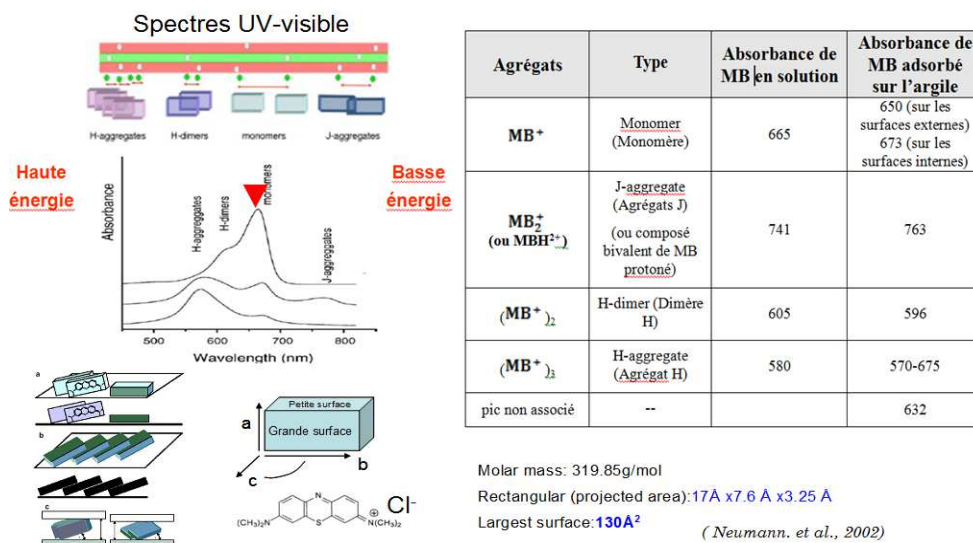 Spectres UV-visible
H-aggregates
H-dimers
monomers
J-aggregates
Haute
énergie
Basse
énergie
Absorbance
H-aggreggates
H-dimers
monomers
J-aggregates
500
600
700
800
Wavelength (nm)
a
b
c
Petite surface
Grande surface
a
b
c
N
(CH₃)₂N
S
N(CH₃)₂
+
Cl⁻
Agrégats
Type
Absorbance de
MB en solution
Absorbance de
MB adsorbé
sur l'argile
MB⁺
Monomer
(Monomère)
665
650 (sur les
surfaces externes)
673 (sur les
surfaces internes)
MB₂⁺
(ou MBH²⁺)
J-aggregate
(Agrégats J)
(ou composé
bivalent de MB
protoné)
741
763
(MB⁺)₂
H-dimer (Dimère
H)
605
596
(MB⁺)₃
H-aggregate
(Agrégat H)
580
570-675
pic non associé
--
632
Molar mass: 319.85g/mol
Rectangular (projected area):17Å x7.6 Å x3.25 Å
Largest surface:130Å²
( Neumann. et al., 2002)